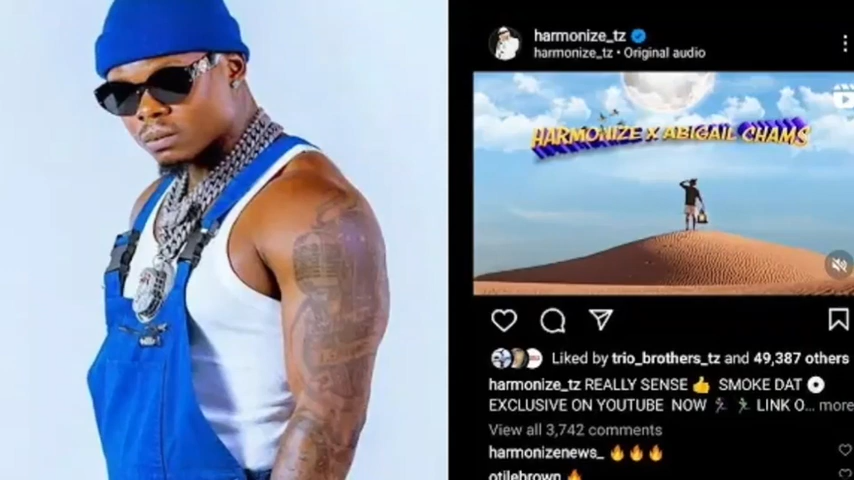 harmonize_tz
harmonize_tz • Original audio
HARMONIZE X ABIGAIL CHAMS
Liked by trio_brothers_tz and 49,387 others
harmonize_tz REALLY SENSE 👍 SMOKE DAT
EXCLUSIVE ON YOUTUBE NOW LINK O... more
View all 3,742 comments
harmonizenews_ 🔥🔥🔥
otilebrown 🔥